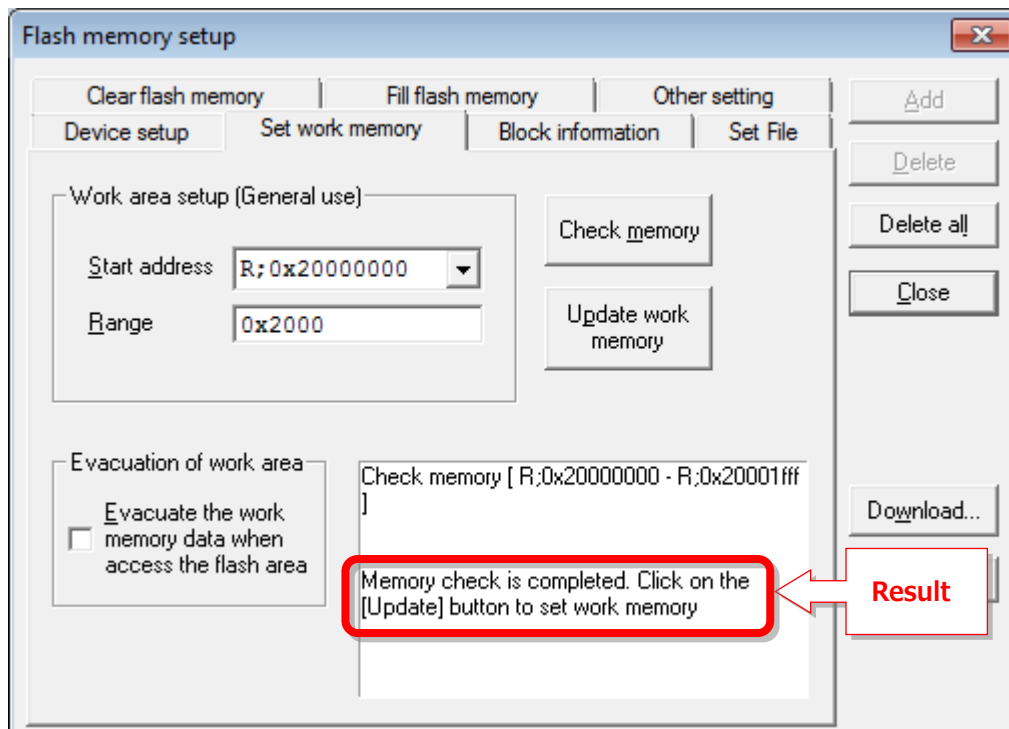 Flash memory setup
Clear flash memory
Fill flash memory
Other setting
Device setup
Set work memory
Block information
Set File
Work area setup (General use)
Start address
R;0x20000000
Range
0x2000
Check memory
Update work
memory
Evacuation of work area
Evacuate the work
memory data when
access the flash area
Check memory [ R;0x20000000 - R;0x20001fff
]
Memory check is completed. Click on the
[Update] button to set work memory
Result
Add
Delete
Delete all
Close
Download...